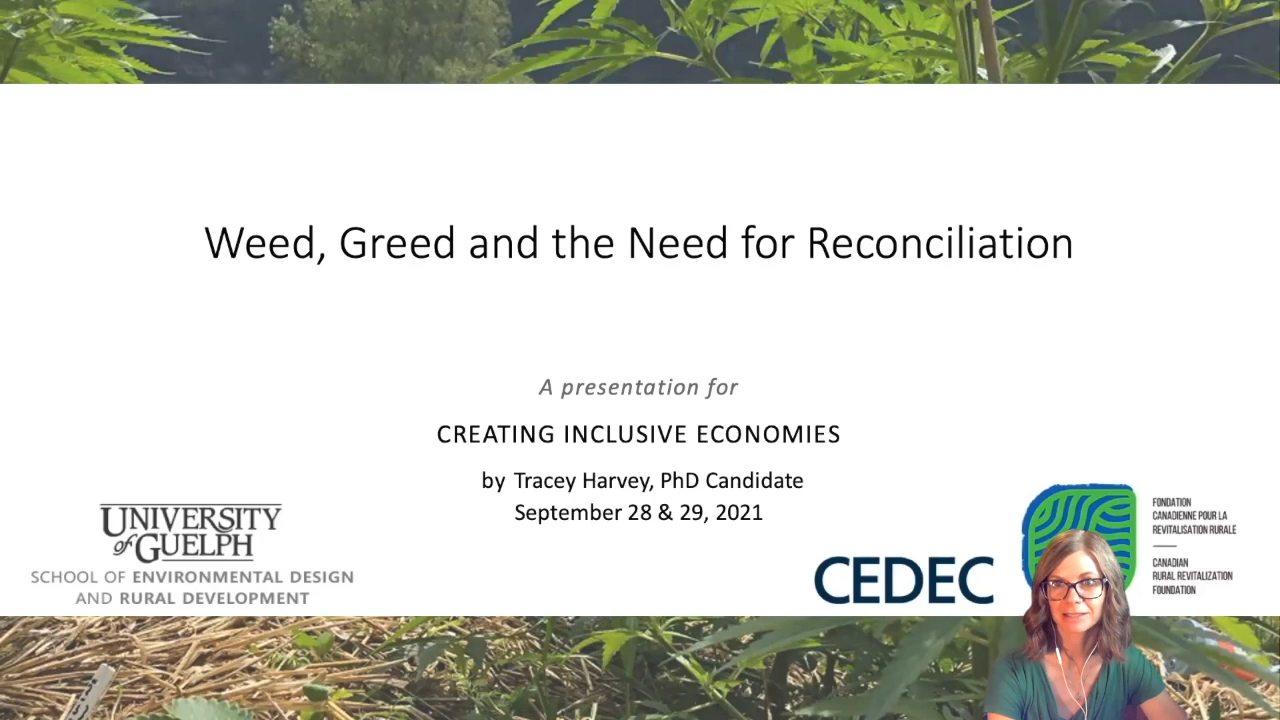 Weed, Greed and the Need for Reconciliation
A presentation for
CREATING INCLUSIVE ECONOMIES
by Tracey Harvey, PhD Candidate
September 28 & 29, 2021
UNIVERSITY
of GUELPH
SCHOOL OF ENVIRONMENTAL DESIGN
AND RURAL DEVELOPMENT
CEDEC
FONDATION
CANADIENNE POUR LA
REVITALISATION RURALE
CANADIAN
RURAL REVITALIZATION
FOUNDATION